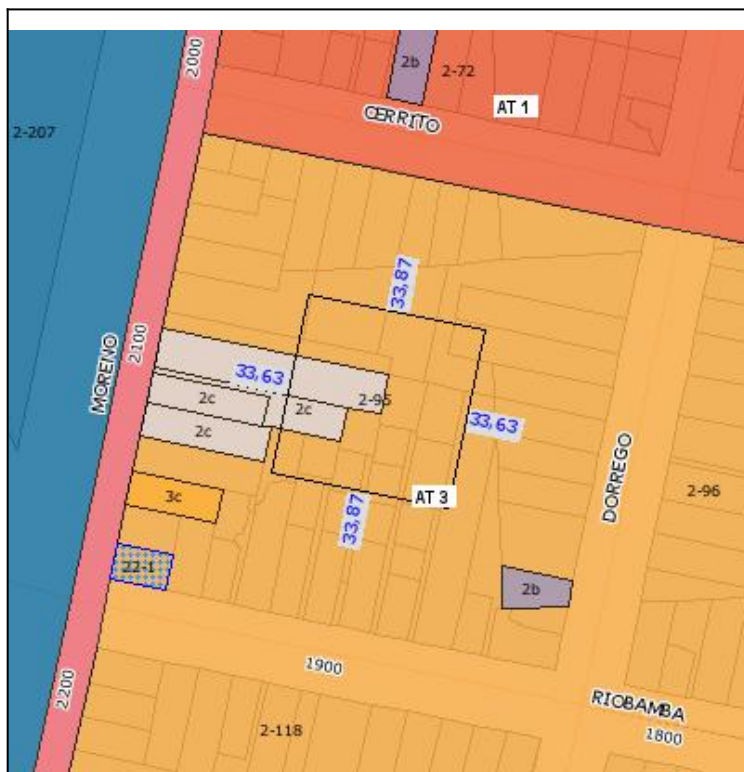 2000
2b
2-72
AT 1
CERRITO
2-207
33,87
MORENO
2100
33,63
2c
2c
2-95
2c
33,63
DORREGO
AT 3
3c
2-96
33,87
22-1
2b
1900
RIOBAMBA
2200
2-118
1800